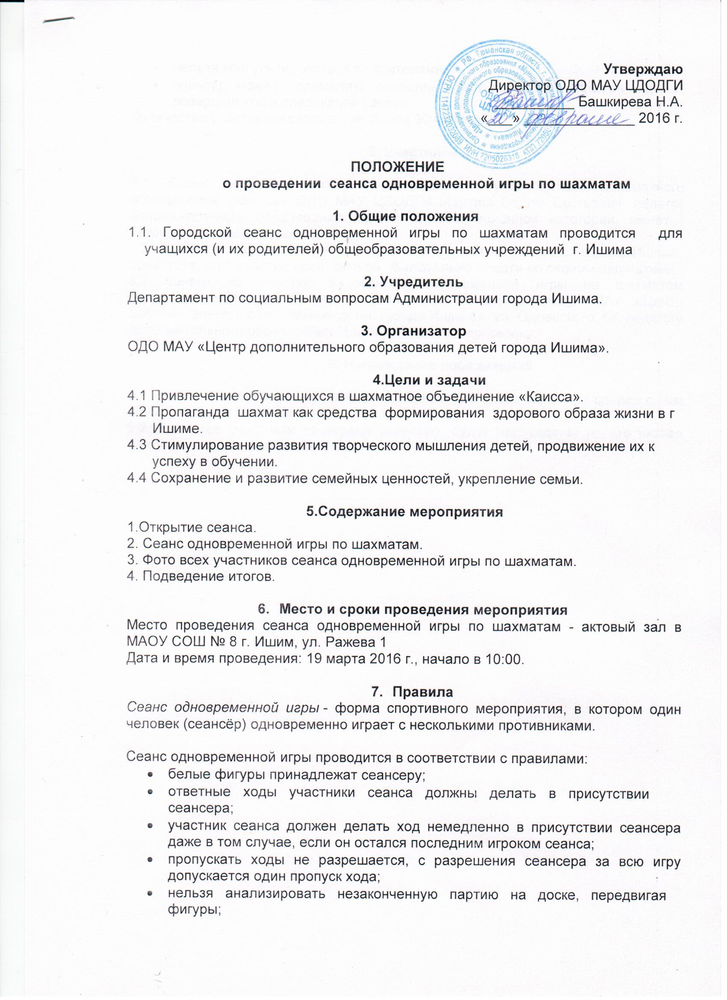 Утверждаю
Директор ОДО МАУ ЦДОДГИ
Башкирева Н.А.
«20» февраля 2016 г.
РФ, Тюменская область, г. Ишим
ИНН 7205026316 КПП 72050
ОДО
ЦДОДГИ
ПОЛОЖЕНИЕ
о проведении сеанса одновременной игры по шахматам
1. Общие положения
1.1. Городской сеанс одновременной игры по шахматам проводится для
учащихся (и их родителей) общеобразовательных учреждений г. Ишима
2. Учредитель
Департамент по социальным вопросам Администрации города Ишима.
3. Организатор
ОДО МАУ «Центр дополнительного образования детей города Ишима».
4.Цели и задачи
4.1 Привлечение обучающихся в шахматное объединение «Каисса».
4.2 Пропаганда шахмат как средства формирования здорового образа жизни в г
Ишиме.
4.3 Стимулирование развития творческого мышления детей, продвижение их к
успеху в обучении.
4.4 Сохранение и развитие семейных ценностей, укрепление семьи.
5.Содержание мероприятия
1.Открытие сеанса.
2. Сеанс одновременной игры по шахматам.
3. Фото всех участников сеанса одновременной игры по шахматам.
4. Подведение итогов.
6. Место и сроки проведения мероприятия
Место проведения сеанса одновременной игры по шахматам - актовый зал в
МАОУ СОШ № 8 г. Ишим, ул. Ражева 1
Дата и время проведения: 19 марта 2016 г., начало в 10:00.
7. Правила
Сеанс одновременной игры - форма спортивного мероприятия, в котором один
человек (сеансёр) одновременно играет с несколькими противниками.
Сеанс одновременной игры проводится в соответствии с правилами:
• белые фигуры принадлежат сеансеру;
• ответные ходы участники сеанса должны делать в присутствии
сеансера;
• участник сеанса должен делать ход немедленно в присутствии сеансера
даже в том случае, если он остался последним игроком сеанса;
• пропускать ходы не разрешается, с разрешения сеансера за всю игру
допускается один пропуск хода;
• нельзя анализировать незаконченную партию на доске, передвигая
фигуры;